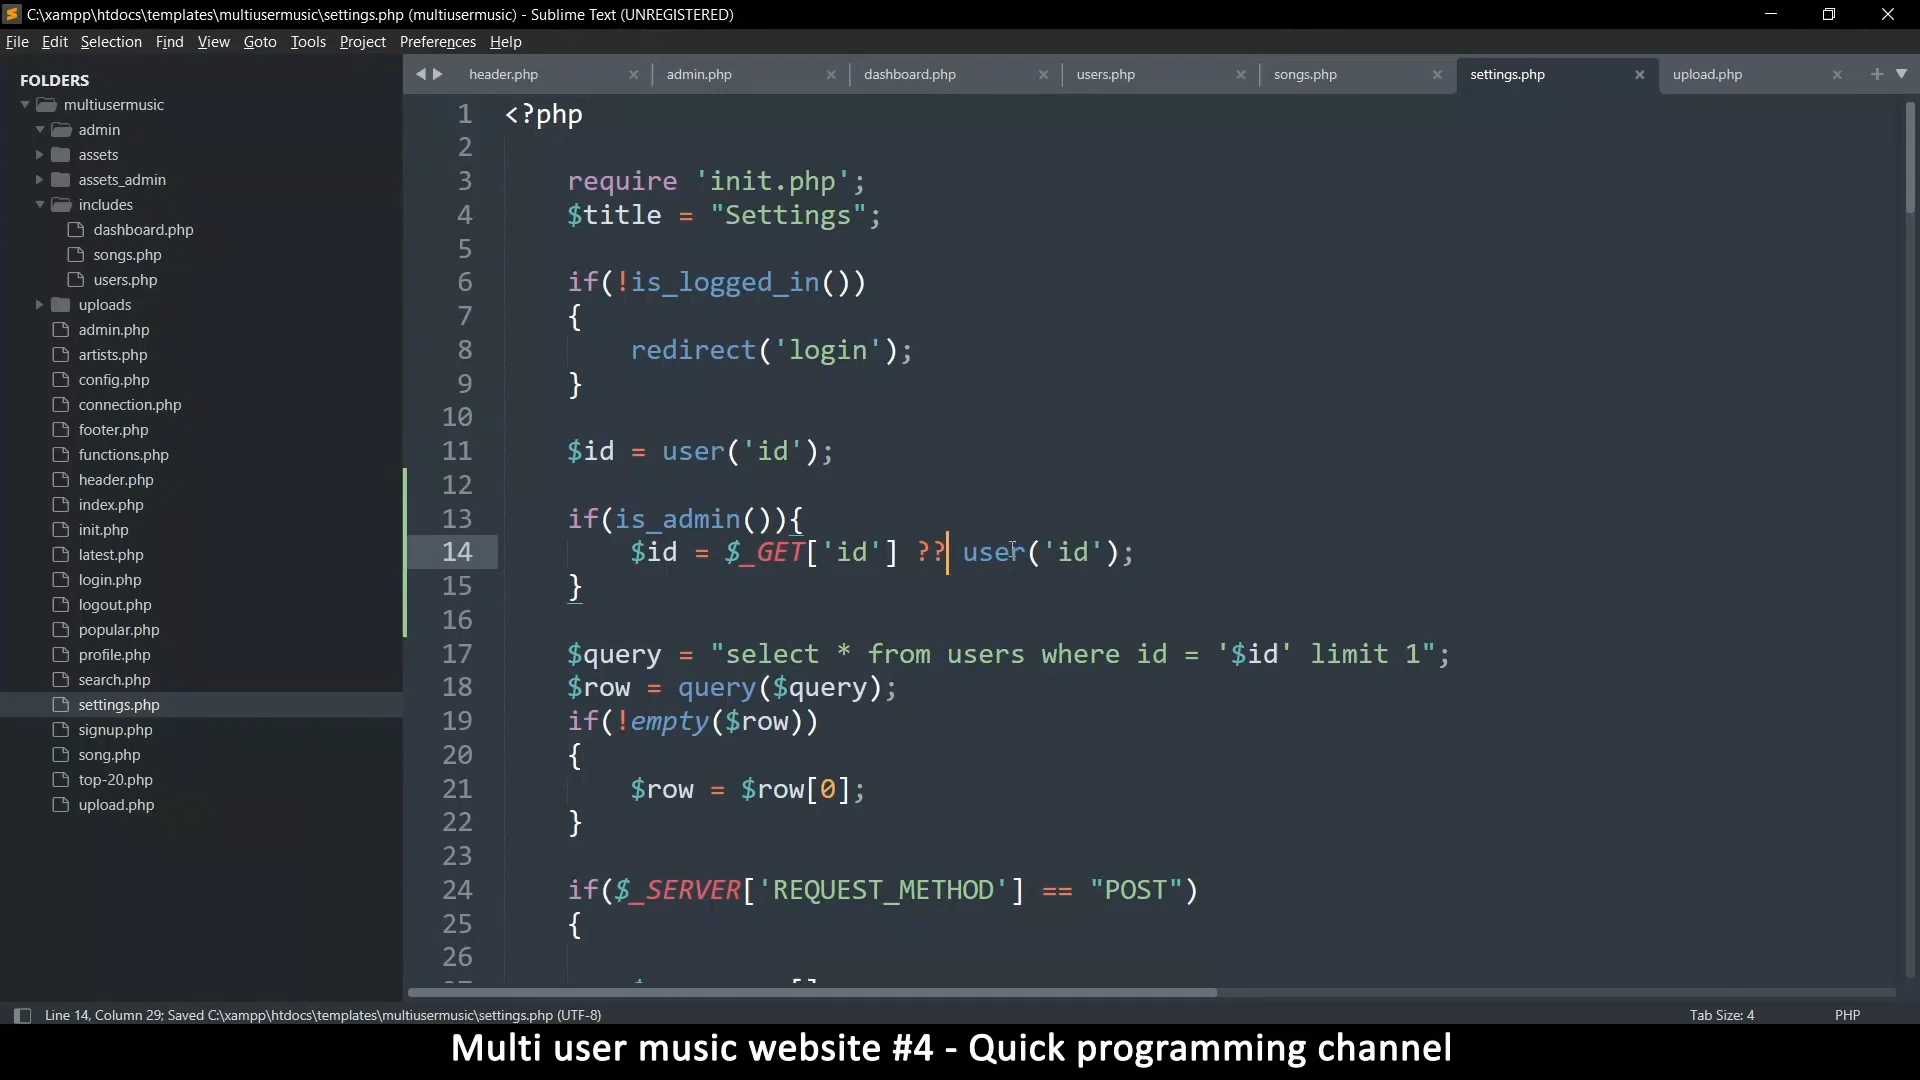 C:\xampp\htdocs\templates\multiusermusic\settings.php (multiusermusic) - Sublime Text (UNREGISTERED)
File Edit Selection Find View Goto Tools Project Preferences Help
FOLDERS
multiusermusic
admin
assets
assets_admin
includes
dashboard.php
songs.php
users.php
uploads
admin.php
artists.php
config.php
connection.php
footer.php
functions.php
header.php
index.php
init.php
latest.php
login.php
logout.php
popular.php
profile.php
search.php
settings.php
signup.php
song.php
top-20.php
upload.php
header.php admin.php dashboard.php users.php songs.php settings.php upload.php
1 <?php
2
3 require 'init.php';
4 $title = "Settings";
5
6 if(!is_logged_in())
7 {
8 redirect('login');
9 }
10
11 $id = user('id');
12
13 if(is_admin()){
14 $id = $_GET['id'] ?? user('id');
15 }
16
17 $query = "select * from users where id = '$id' limit 1";
18 $row = query($query);
19 if(!empty($row))
20 {
21 $row = $row[0];
22 }
23
24 if($_SERVER['REQUEST_METHOD'] == "POST")
25 {
26
Line 14, Column 29; Saved C:\xampp\htdocs\templates\multiusermusic\settings.php (UTF-8)
Tab Size: 4 PHP
Multi user music website #4 - Quick programming channel